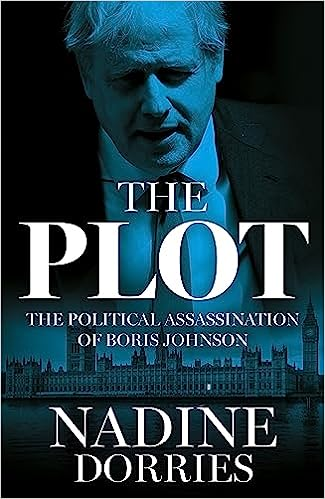 THE
PLOT
THE POLITICAL ASSASSINATION
OF BORIS JOHNSON
NADINE
DORRIES